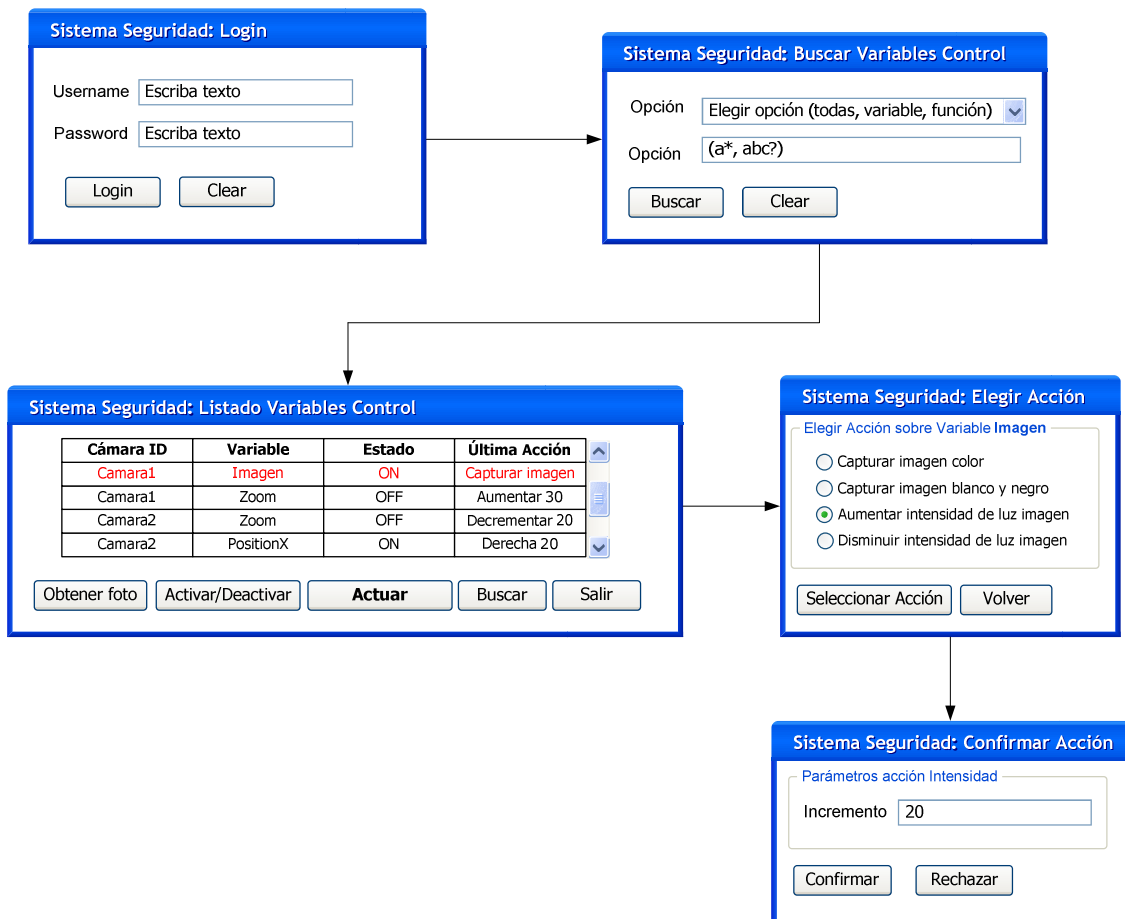 Sistema Seguridad: Login
Username Escriba texto
Password Escriba texto
Login Clear
Sistema Seguridad: Buscar Variables Control
Opción Elegir opción (todas, variable, función)
Opción (a*, abc?)
Buscar Clear
Sistema Seguridad: Listado Variables Control
Cámara ID Variable Estado Última Acción
Camara1 Imagen ON Capturar imagen
Camara1 Zoom OFF Aumentar 30
Camara2 Zoom OFF Decrementar 20
Camara2 PositionX ON Derecha 20
Obtener foto Activar/Deactivar Actuar Buscar Salir
Sistema Seguridad: Elegir Acción
Elegir Acción sobre Variable Imagen
Capturar imagen color
Capturar imagen blanco y negro
Aumentar intensidad de luz imagen
Disminuir intensidad de luz imagen
Seleccionar Acción Volver
Sistema Seguridad: Confirmar Acción
Parámetros acción Intensidad
Incremento 20
Confirmar Rechazar